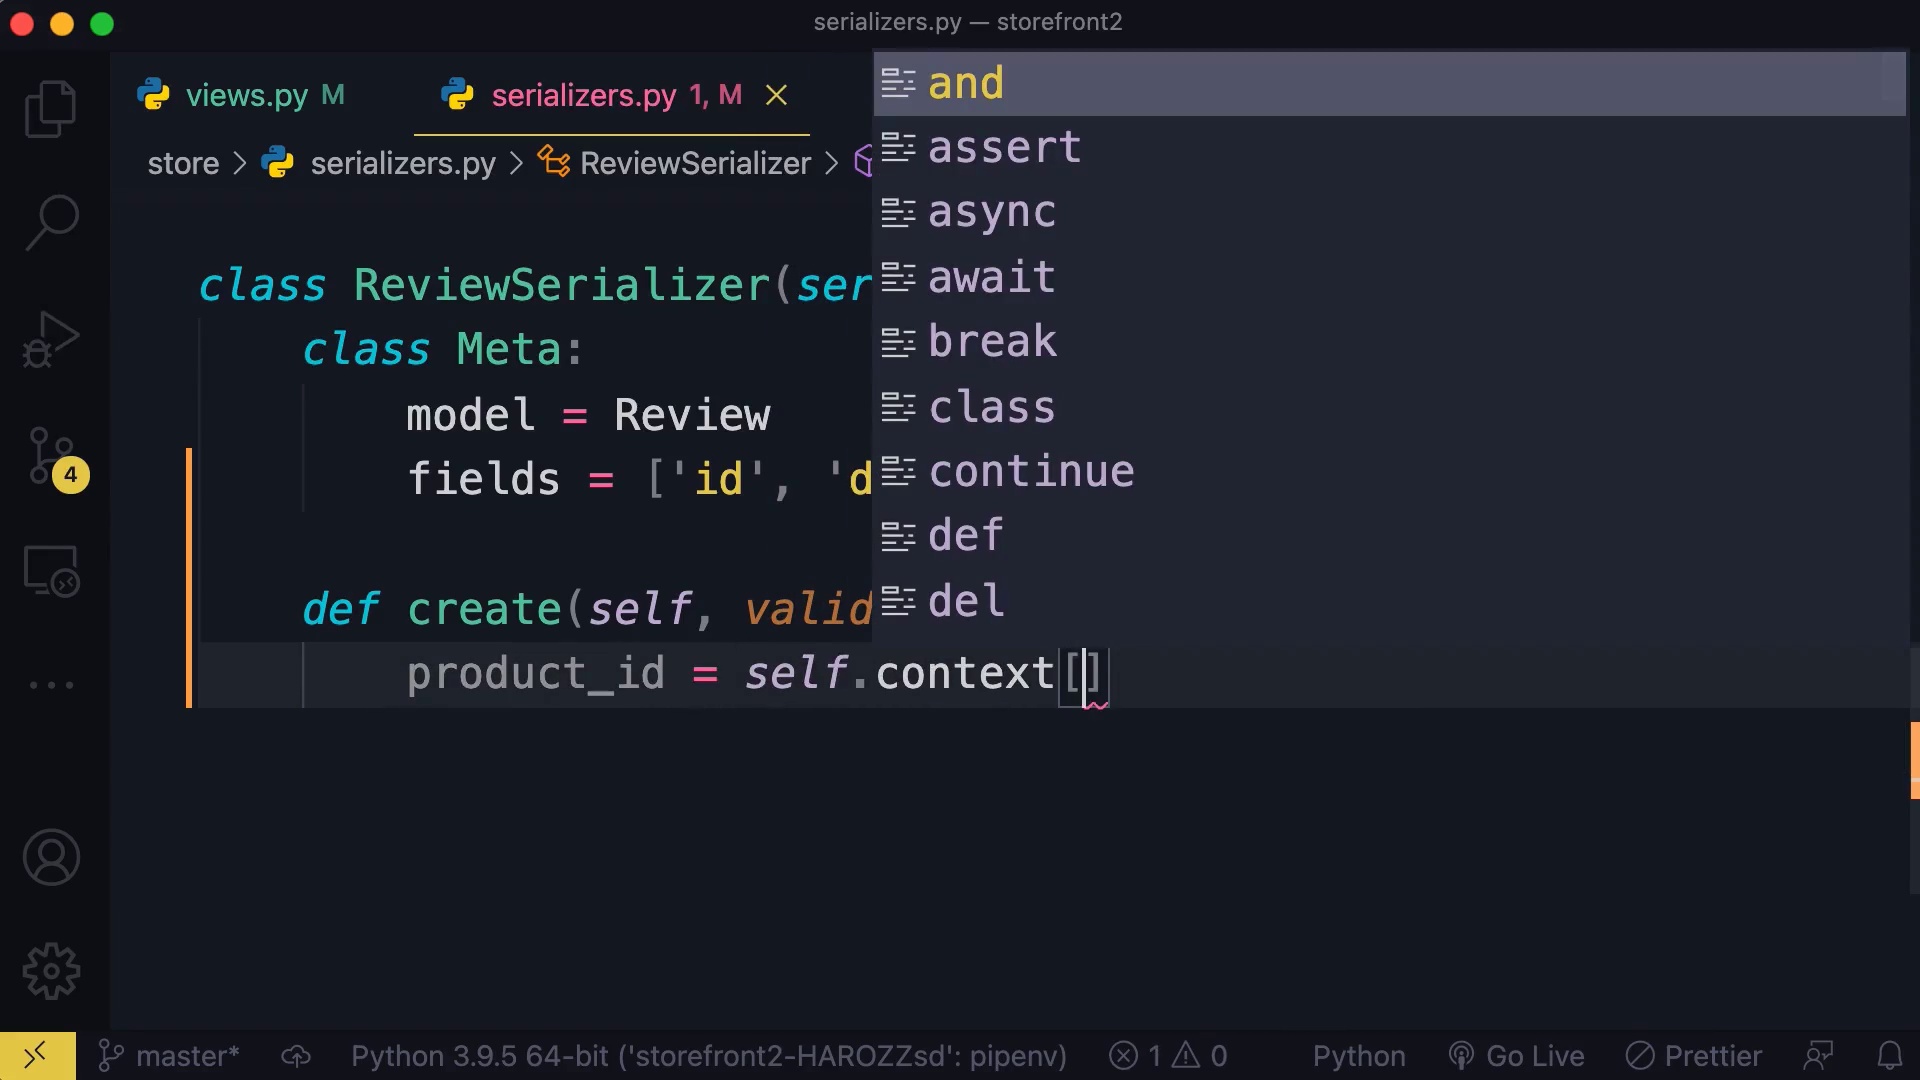 serializers.py — storefront2
views.py M
serializers.py 1, M
store > serializers.py > ReviewSerializer >
class ReviewSerializer(ser
class Meta:
model = Review
fields = ['id', 'd
def create(self, valid
product_id = self.context[]
and
assert
async
await
break
class
continue
def
del
4
master* Python 3.9.5 64-bit ('storefront2-HAROZZsd': pipenv) 1 0 Python Go Live Prettier